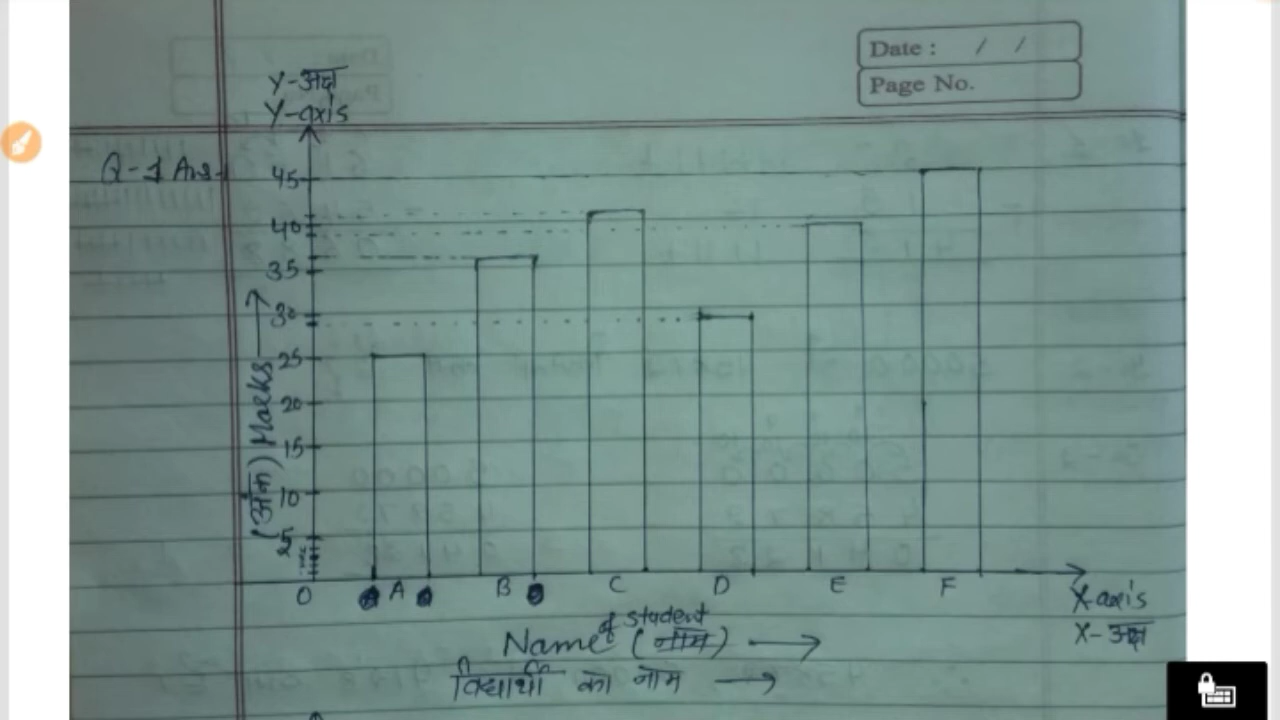 Date : / /
Page No.
Y-अक्ष
Y-axis
Q-1 Ans-
45
40
35
30
25
20
15
10
5
0
(अंक) Marks
A B C D E F
X-axis
X-अक्ष
Name of student (नाम)
विद्यार्थी का नाम